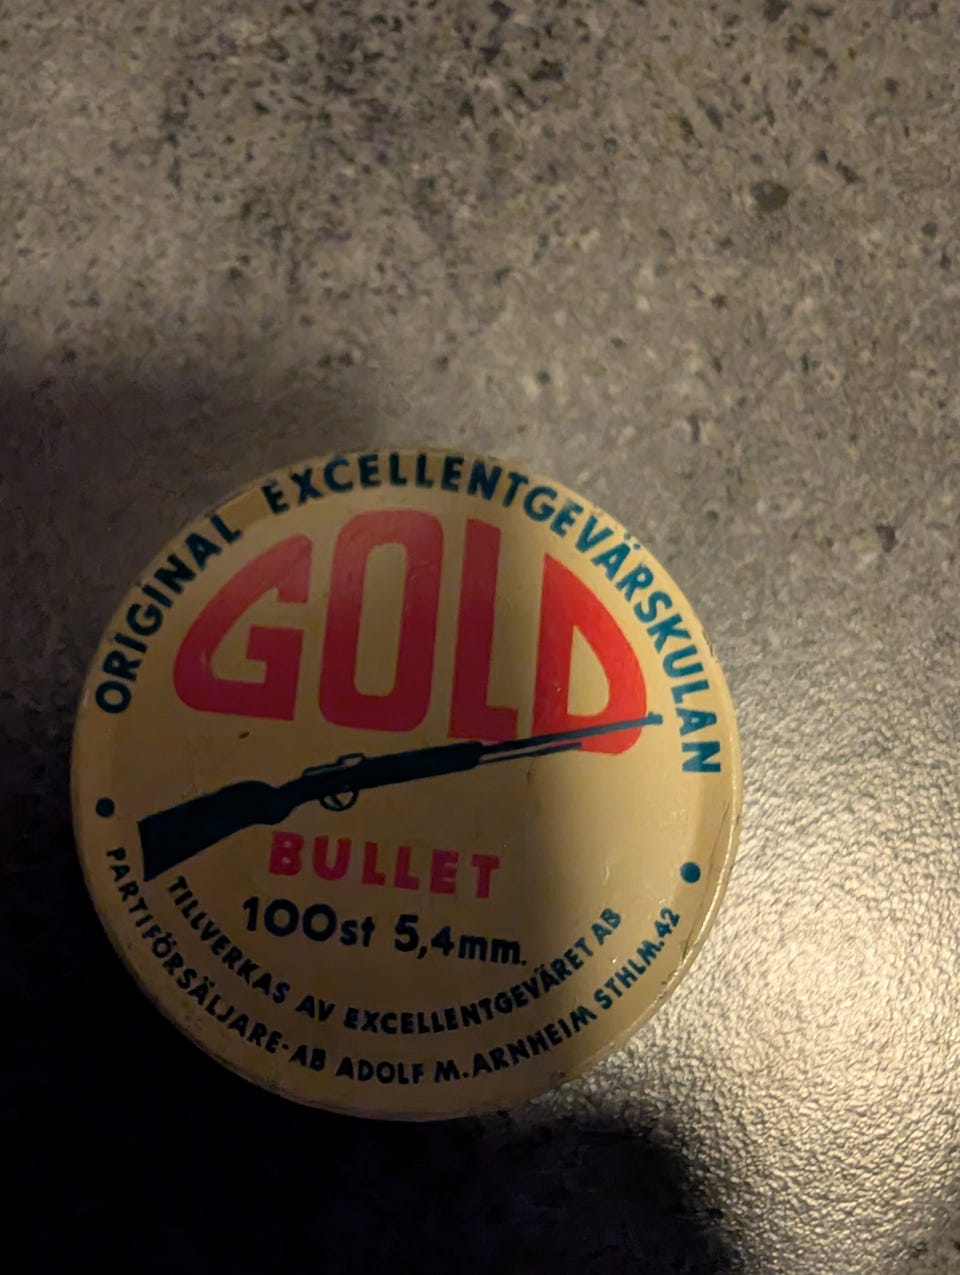 ORIGINAL EXCELLENTGEVÄRSKULAN
GOLD
BULLET
100st 5,4mm.
TILLVERKAS AV EXCELLENTGEVÄRET AB
PARTIFÖRSÄLJARE-AB ADOLF M. ARNHEIM STHLM.42